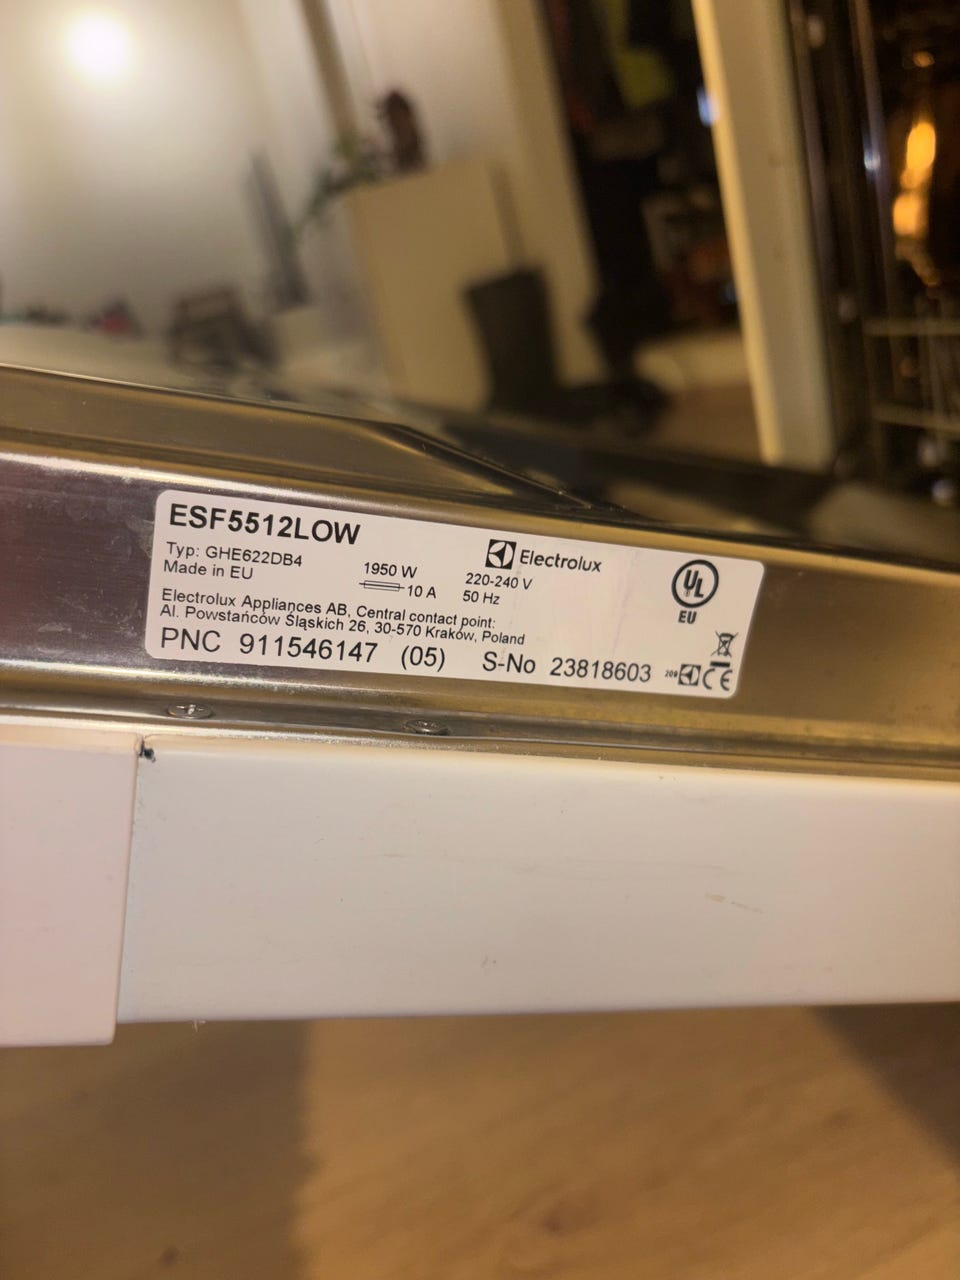 ESF5512LOW
Typ: GHE622DB4
Made in EU
1950 W
10 A
Electrolux
220-240 V
50 Hz
UL
EU
Electrolux Appliances AB, Central contact point:
Al. Powstańców Śląskich 26, 30-570 Kraków, Poland
PNC 911546147 (05) S-No 23818603
209 CE